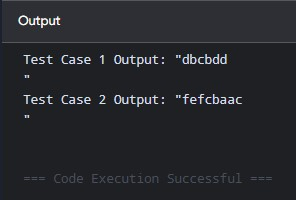 Output
Test Case 1 Output: "dbcbdd
"
Test Case 2 Output: "fefcbaac
"
=== Code Execution Successful ===